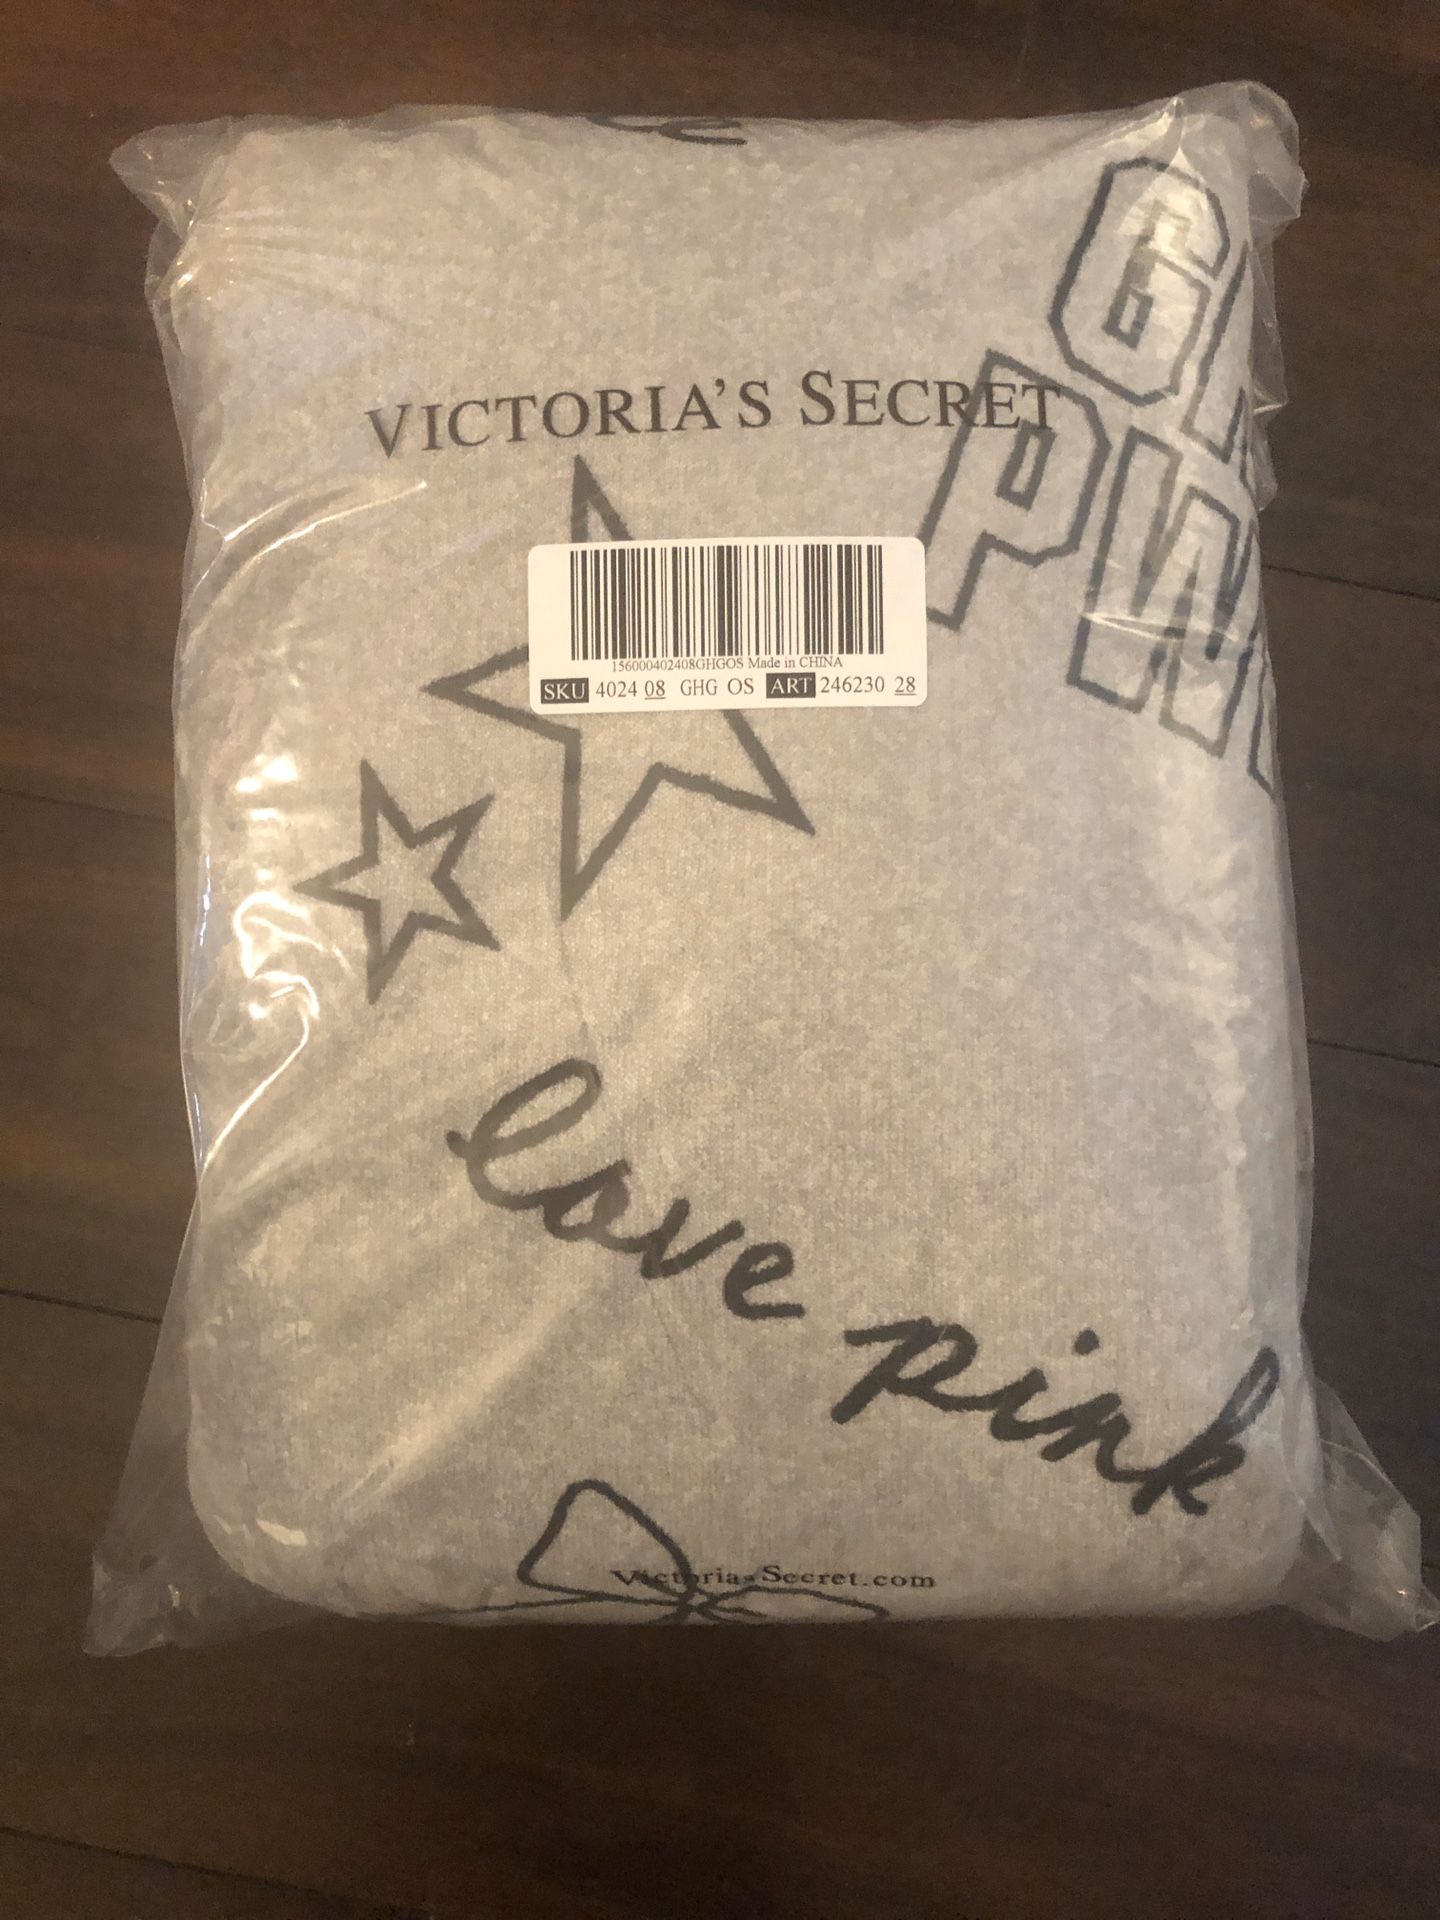 VICTORIA'S SECRET
156000402408GHGOS Made in CHINA
SKU 4024 08 GHG OS ART 246230 28
love pink
VictoriasSecret.com